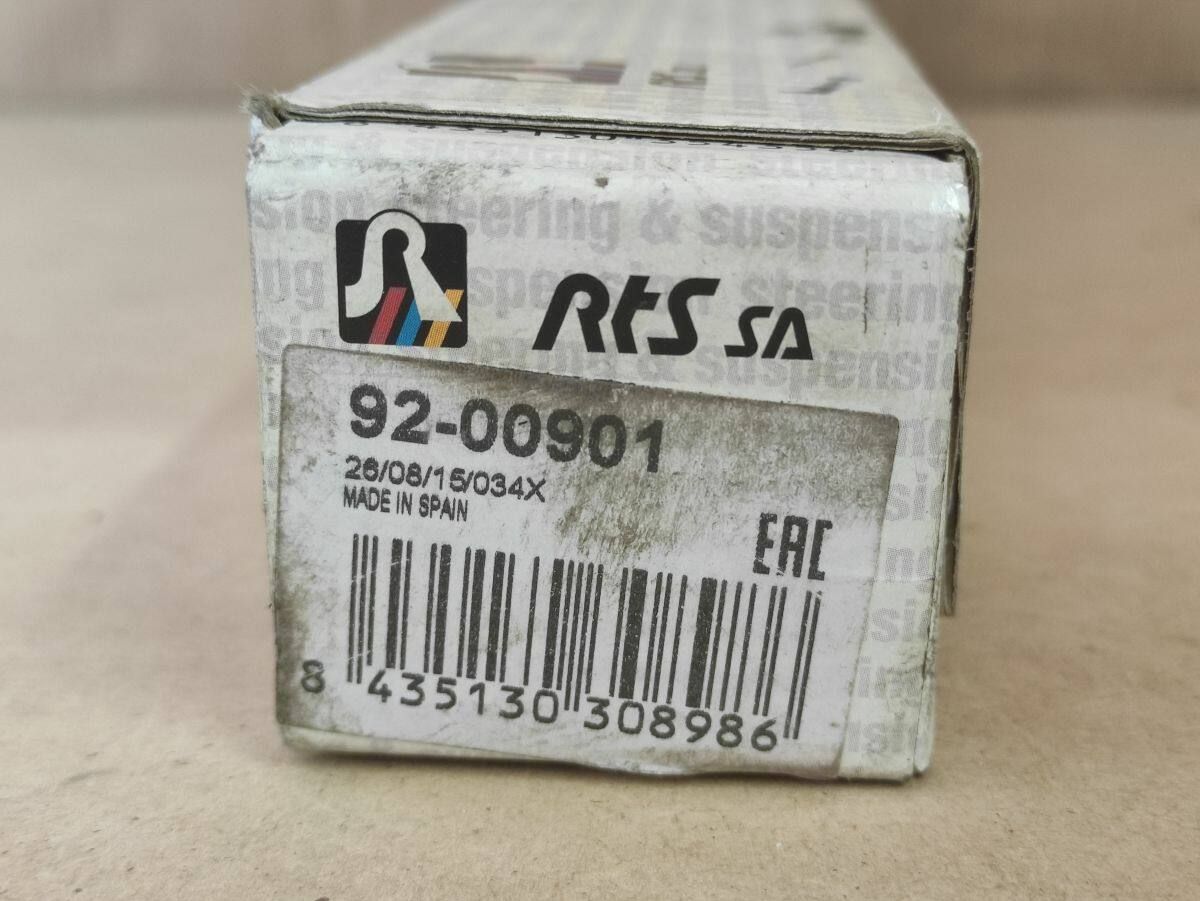 steering & suspension
RTS SA
92-00901
26/08/15/034X
MADE IN SPAIN
EAC
8 435130 308986